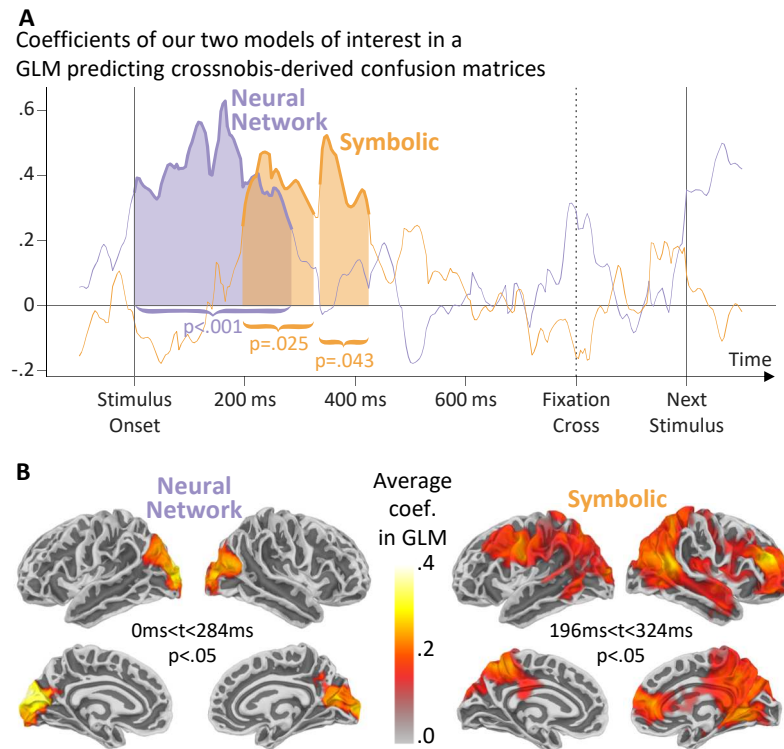 A
Coefficients of our two models of interest in a
GLM predicting crossnobis-derived confusion matrices
Neural
Network
Symbolic
.6
.4
.2
0
-.2
p<.001
p=.025
p=.043
Time
Stimulus
Onset
200 ms
400 ms
600 ms
Fixation
Cross
Next
Stimulus
B
Neural
Network
Average
coef.
in GLM
Symbolic
.4
.2
.0
0ms<t<284ms
p<.05
196ms<t<324ms
p<.05